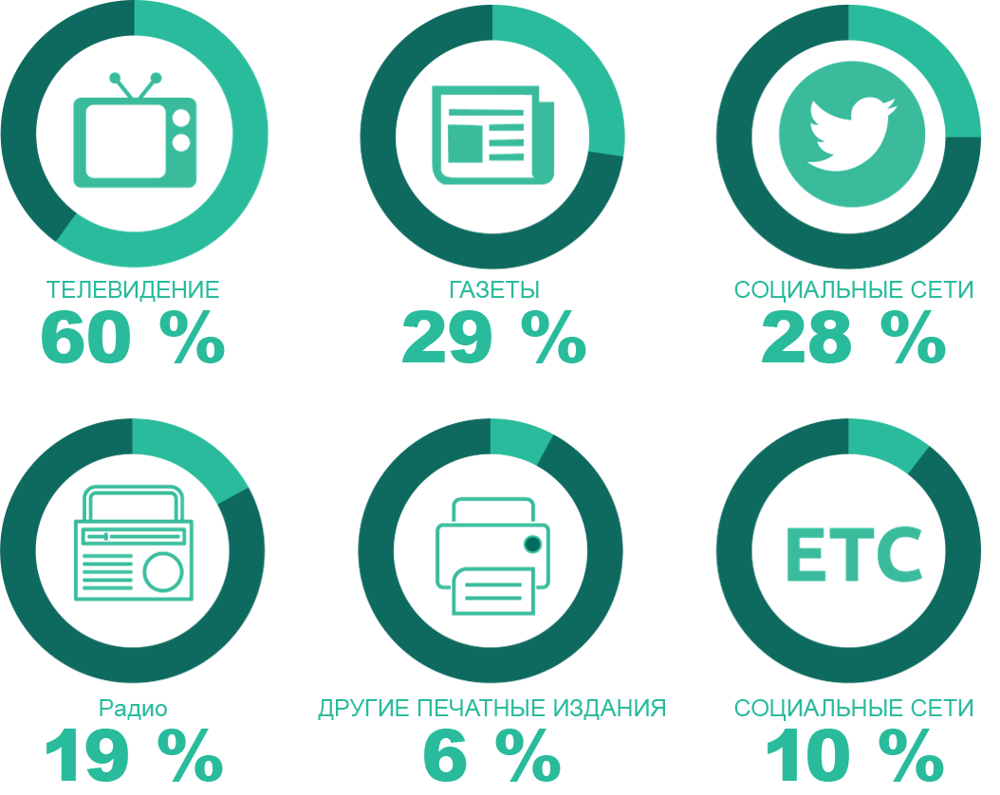 ТЕЛЕВИДЕНИЕ
60 %
ГАЗЕТЫ
29 %
СОЦИАЛЬНЫЕ СЕТИ
28 %
ETC
Радио
19 %
ДРУГИЕ ПЕЧАТНЫЕ ИЗДАНИЯ
6 %
СОЦИАЛЬНЫЕ СЕТИ
10 %